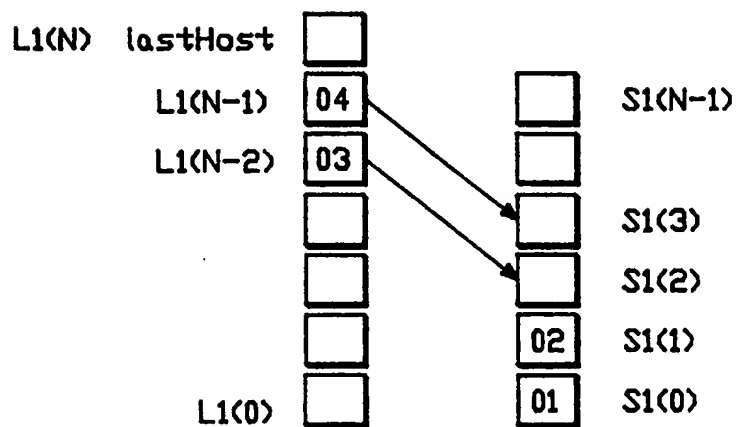 L1(N) lastHost
L1(N-1) 04 S1(N-1)
L1(N-2) 03
S1(3)
S1(2)
02 S1(1)
L1(0) 01 S1(0)